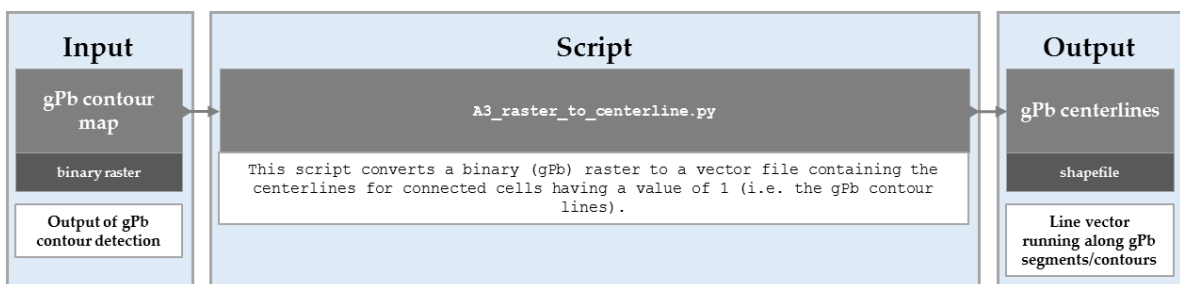 Input
gPb contour
map
binary raster
Output of gPb
contour detection
Script
A3_raster_to_centerline.py
This script converts a binary (gPb) raster to a vector file containing the
centerlines for connected cells having a value of 1 (i.e. the gPb contour
lines).
Output
gPb centerlines
shapefile
Line vector
running along gPb
segments/contours